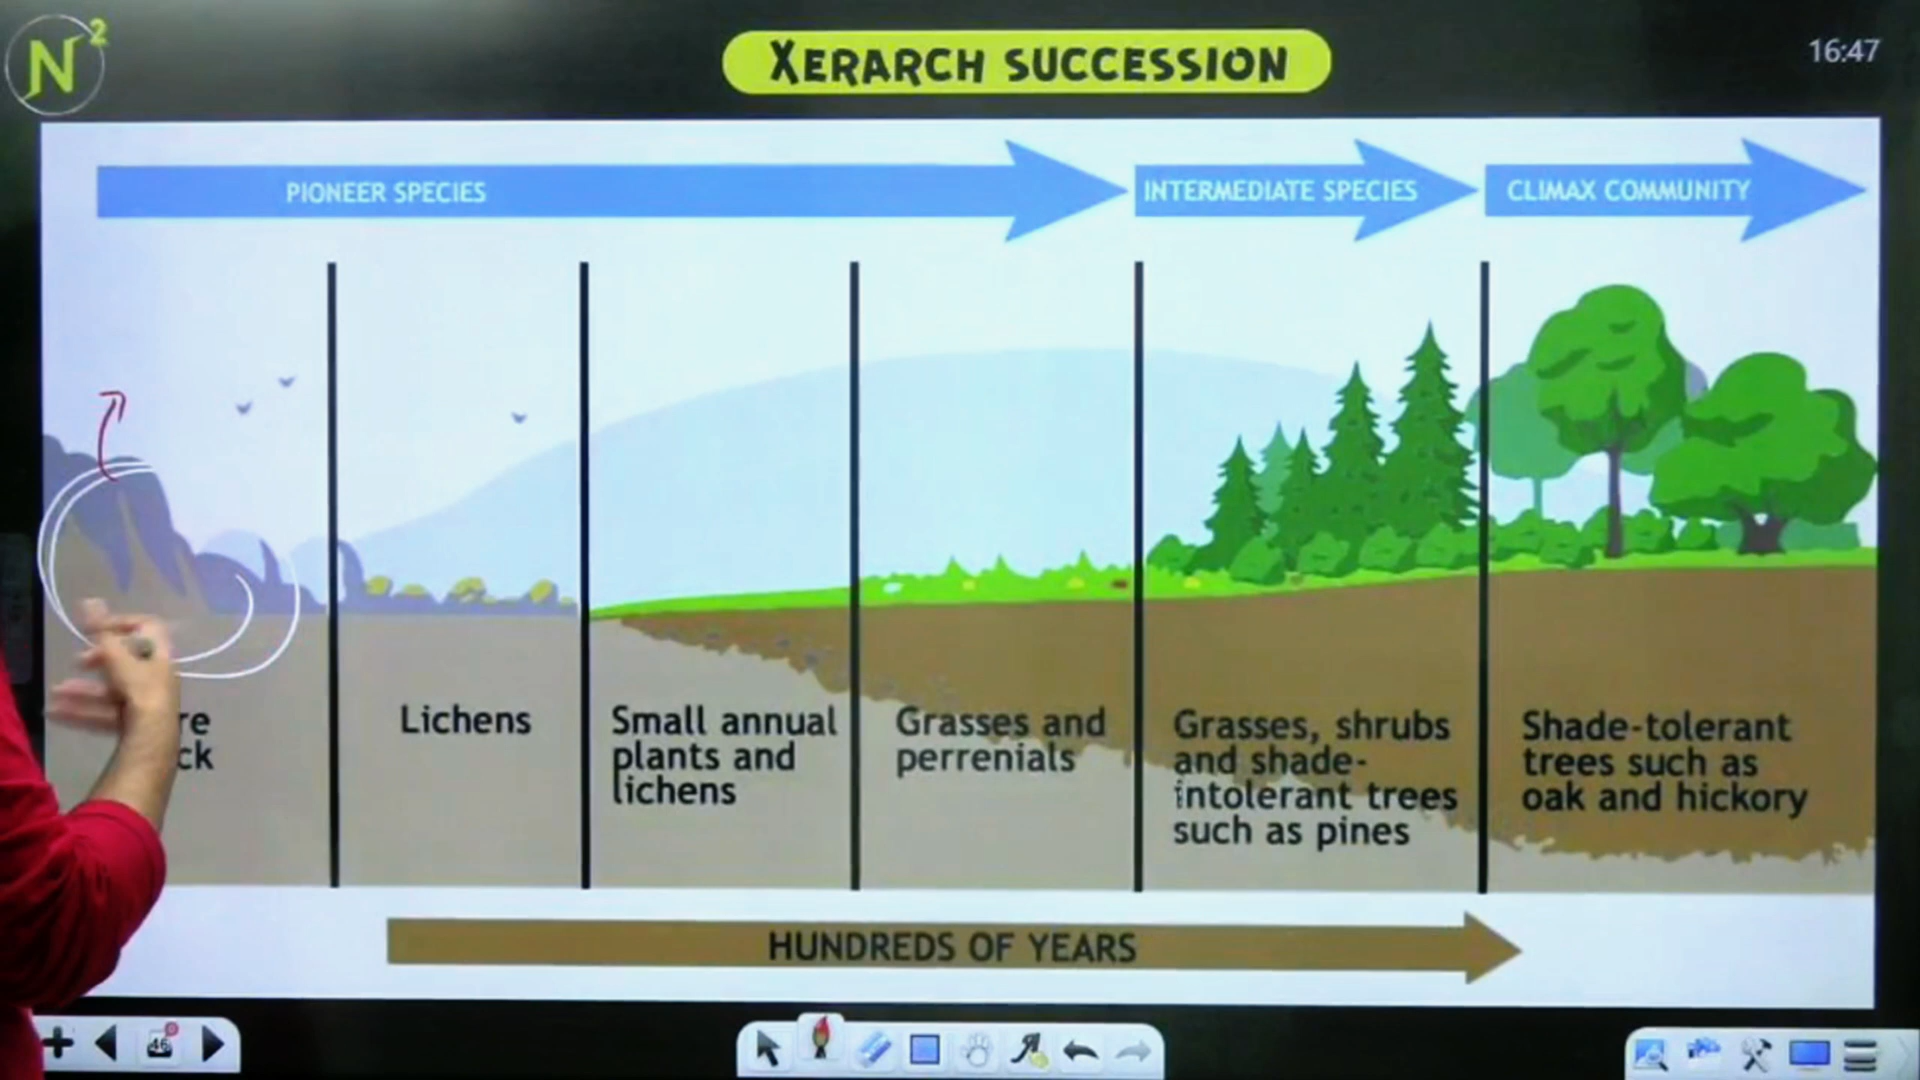 N²
XERARCH SUCCESSION
16:47
PIONEER SPECIES
INTERMEDIATE SPECIES
CLIMAX COMMUNITY
Lichens
Small annual
plants and
lichens
Grasses and
perrenials
Grasses, shrubs
and shade-
intolerant trees
such as pines
Shade-tolerant
trees such as
oak and hickory
HUNDREDS OF YEARS
46